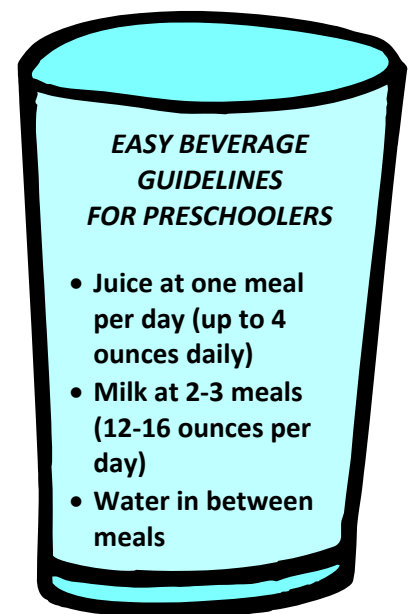 EASY BEVERAGE
GUIDELINES
FOR PRESCHOOLERS
• Juice at one meal
per day (up to 4
ounces daily)
• Milk at 2-3 meals
(12-16 ounces per
day)
• Water in between
meals